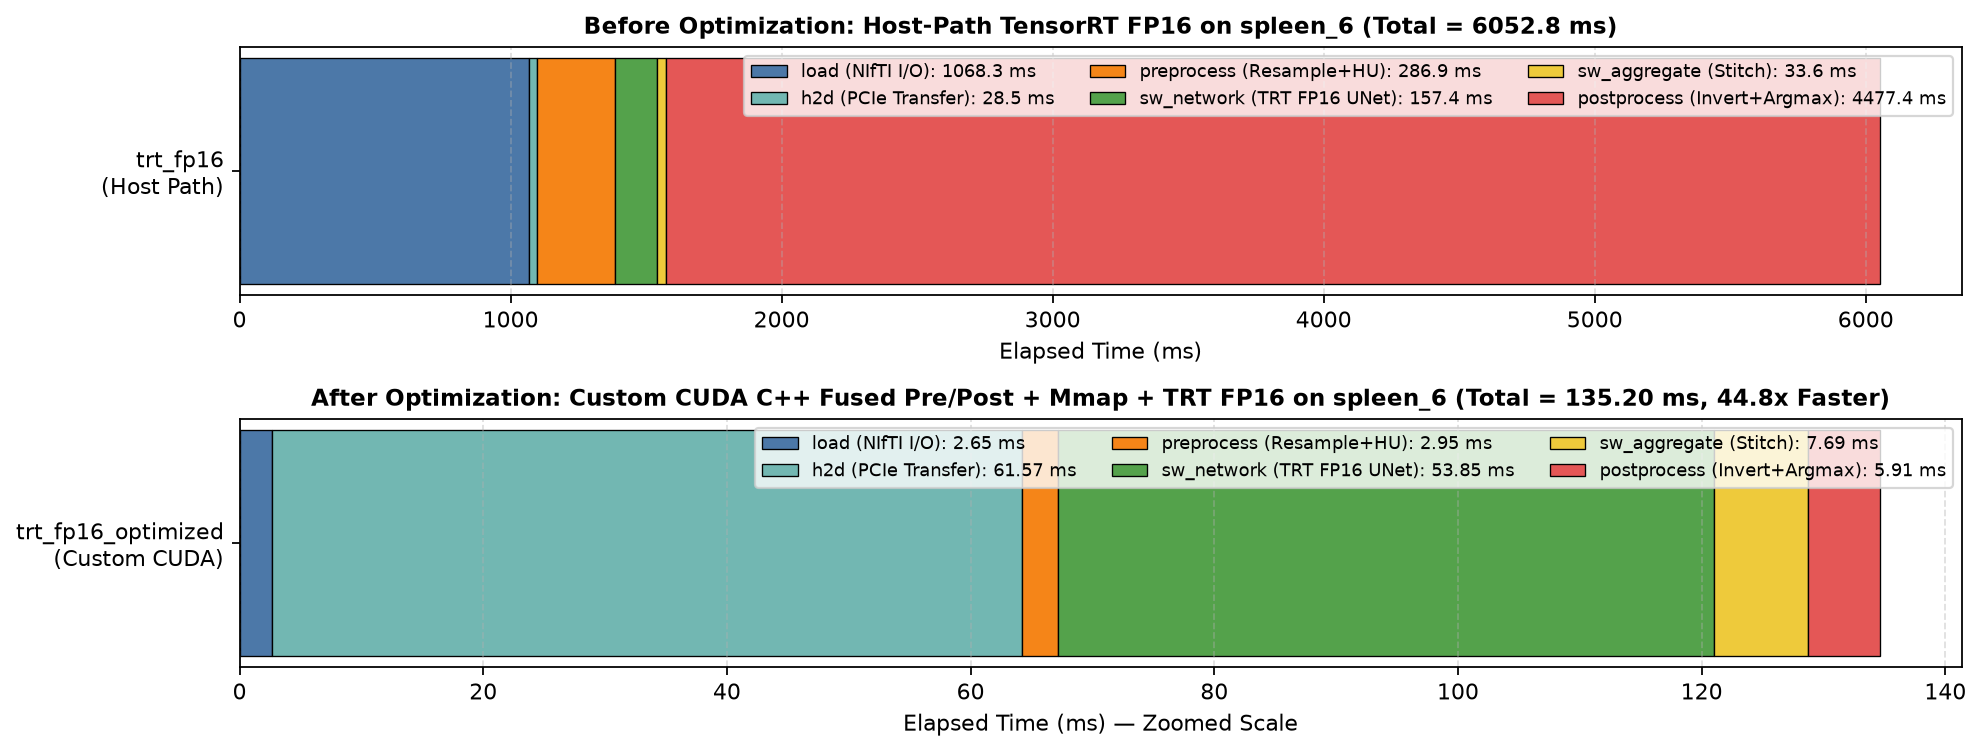 Before Optimization: Host-Path TensorRT FP16 on spleen_6 (Total = 6052.8 ms)
load (NIfTI I/O): 1068.3 ms
h2d (PCIe Transfer): 28.5 ms
preprocess (Resample+HU): 286.9 ms
sw_network (TRT FP16 UNet): 157.4 ms
sw_aggregate (Stitch): 33.6 ms
postprocess (Invert+Argmax): 4477.4 ms
trt_fp16
(Host Path)
0 1000 2000 3000 4000 5000 6000
Elapsed Time (ms)
After Optimization: Custom CUDA C++ Fused Pre/Post + Mmap + TRT FP16 on spleen_6 (Total = 135.20 ms, 44.8x Faster)
load (NIfTI I/O): 2.65 ms
h2d (PCIe Transfer): 61.57 ms
preprocess (Resample+HU): 2.95 ms
sw_network (TRT FP16 UNet): 53.85 ms
sw_aggregate (Stitch): 7.69 ms
postprocess (Invert+Argmax): 5.91 ms
trt_fp16_optimized
(Custom CUDA)
0 20 40 60 80 100 120 140
Elapsed Time (ms) — Zoomed Scale